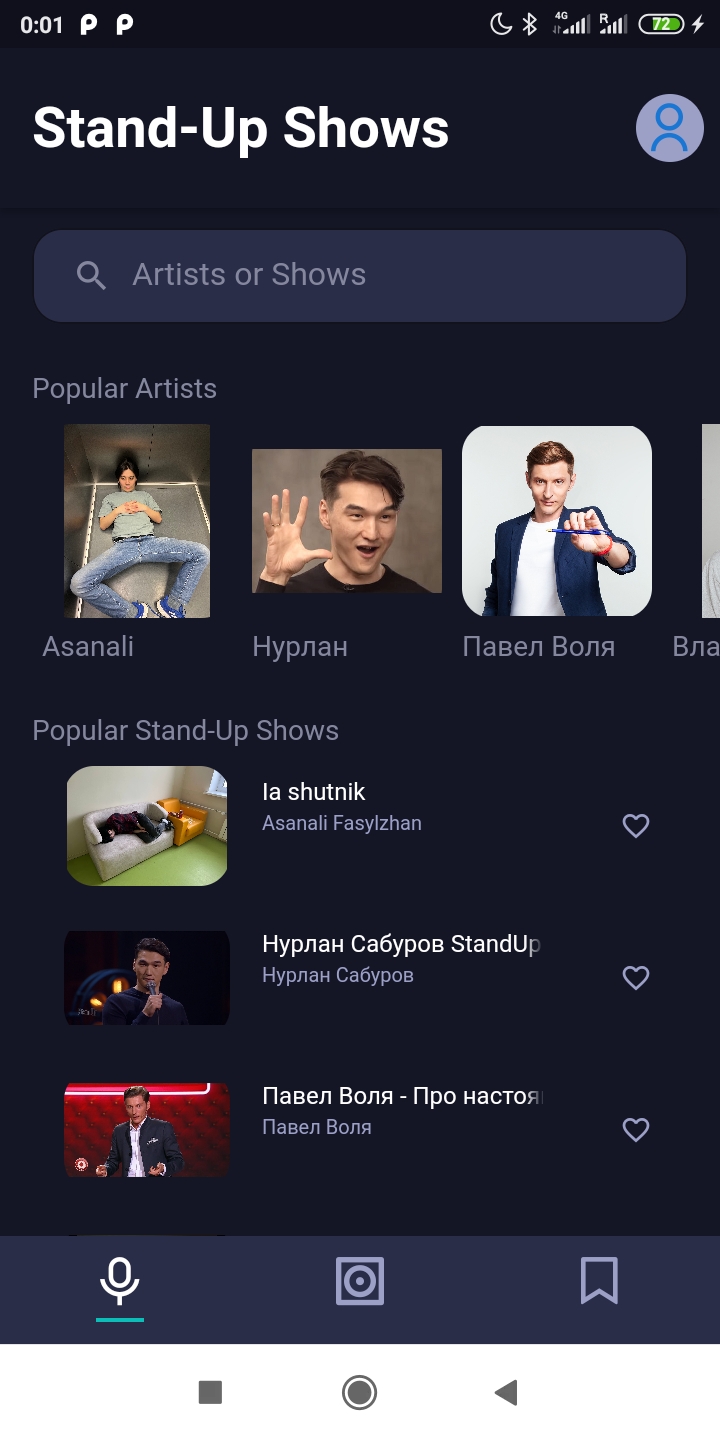 0:01
4G
R
72
Stand-Up Shows
Artists or Shows
Popular Artists
Asanali
Нурлан
Павел Воля
Вла
Popular Stand-Up Shows
Ia shutnik
Asanali Fasylzhan
Нурлан Сабуров StandUp
Нурлан Сабуров
Павел Воля - Про настоя
Павел Воля